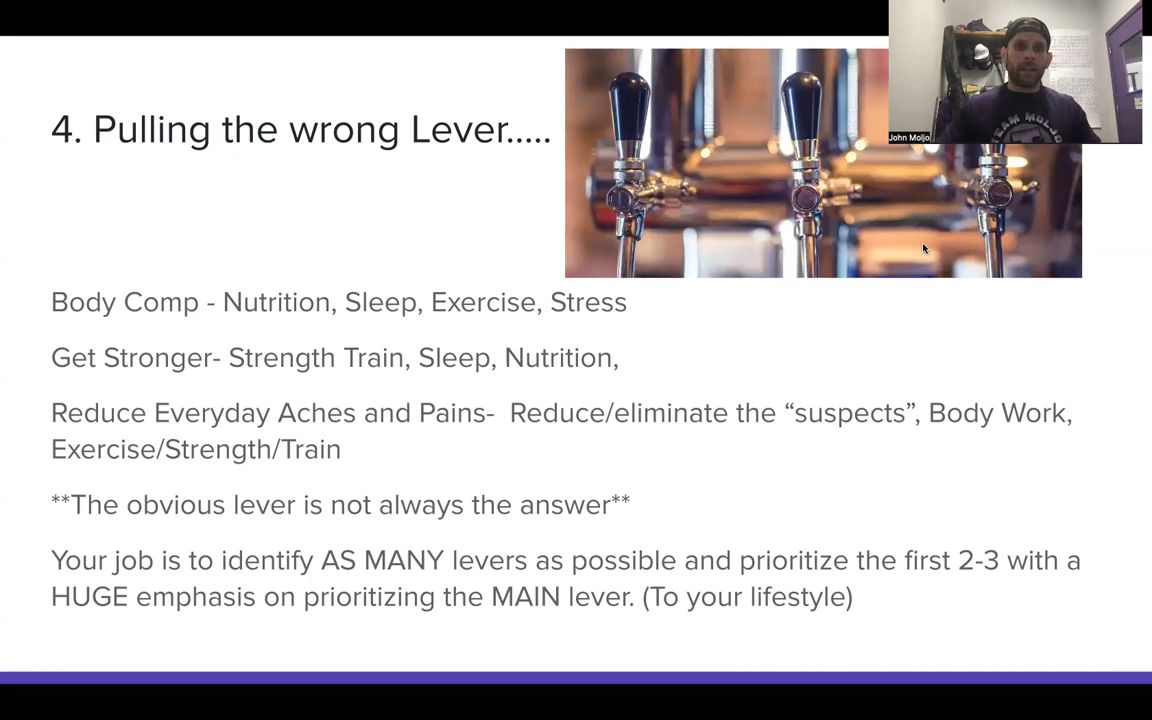 4. Pulling the wrong Lever.....
John Moljo
TEAM MOLJO
Body Comp - Nutrition, Sleep, Exercise, Stress
Get Stronger- Strength Train, Sleep, Nutrition,
Reduce Everyday Aches and Pains-  Reduce/eliminate the “suspects”, Body Work,
Exercise/Strength/Train
**The obvious lever is not always the answer**
Your job is to identify AS MANY levers as possible and prioritize the first 2-3 with a
HUGE emphasis on prioritizing the MAIN lever. (To your lifestyle)